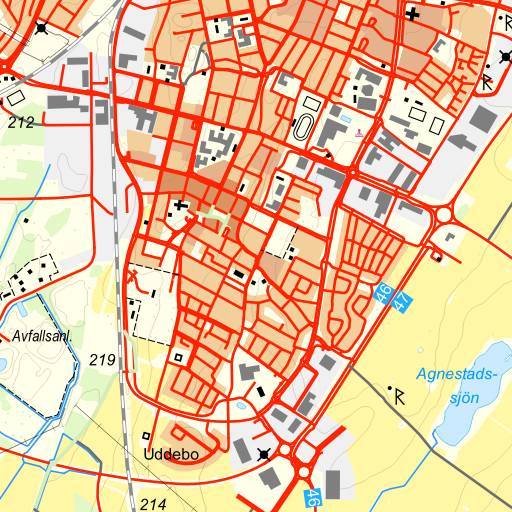 212
46
47
Avfallsanl.
219
Agnestads-
sjön
Uddebo
214
46
R
R
R